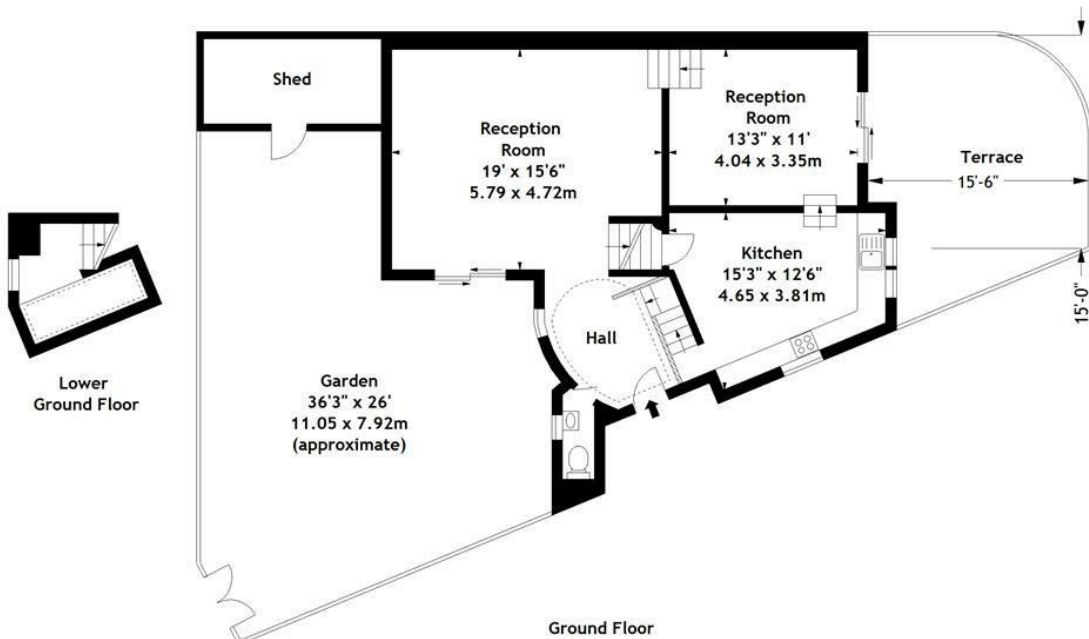 Shed
Reception
Room
19' x 15'6"
5.79 x 4.72m
Reception
Room
13'3" x 11'
4.04 x 3.35m
Terrace
15'-6"
Kitchen
15'3" x 12'6"
4.65 x 3.81m
15'-0"
Hall
Lower
Ground Floor
Garden
36'3" x 26'
11.05 x 7.92m
(approximate)
Ground Floor